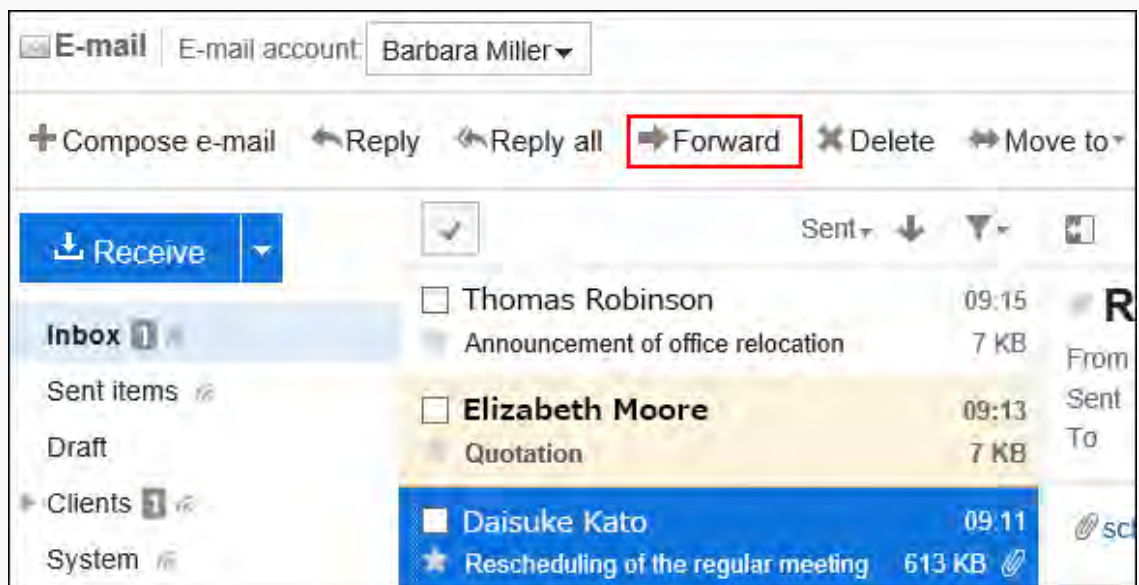 E-mail E-mail account: Barbara Miller
Compose e-mail Reply Reply all Forward Delete Move to
Receive
Sent
Inbox 1
Sent items
Draft
Clients 1
System
Thomas Robinson 09:15
Announcement of office relocation 7 KB
Elizabeth Moore 09:13
Quotation 7 KB
Daisuke Kato 09:11
Rescheduling of the regular meeting 613 KB
R
From
Sent
To